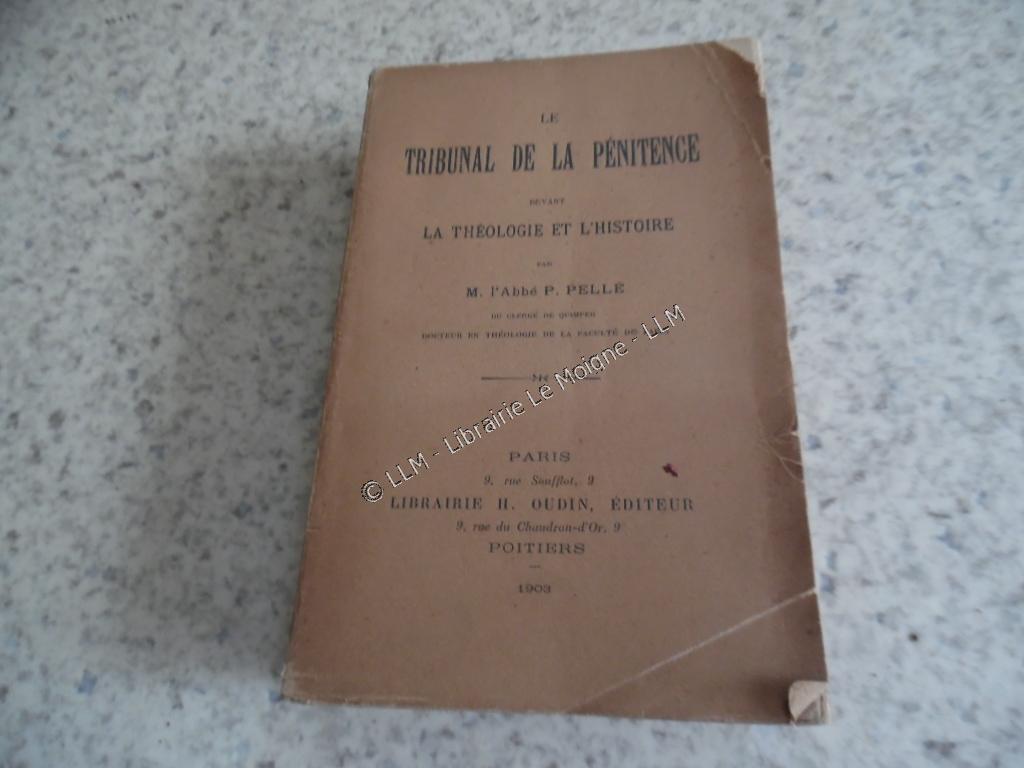 LE
TRIBUNAL DE LA PÉNITENCE
DEVANT
LA THÉOLOGIE ET L'HISTOIRE
PAR
M. l'Abbé P. PELLÉ
DU CLERGÉ DE QUIMPER
DOCTEUR EN THÉOLOGIE DE LA FACULTÉ DE
© LLM - Librairie Le Moigne - LLM
PARIS
9, rue Soufflot, 9
LIBRAIRIE H. OUDIN, ÉDITEUR
9, rue du Chaudron-d'Or, 9
POITIERS
1903